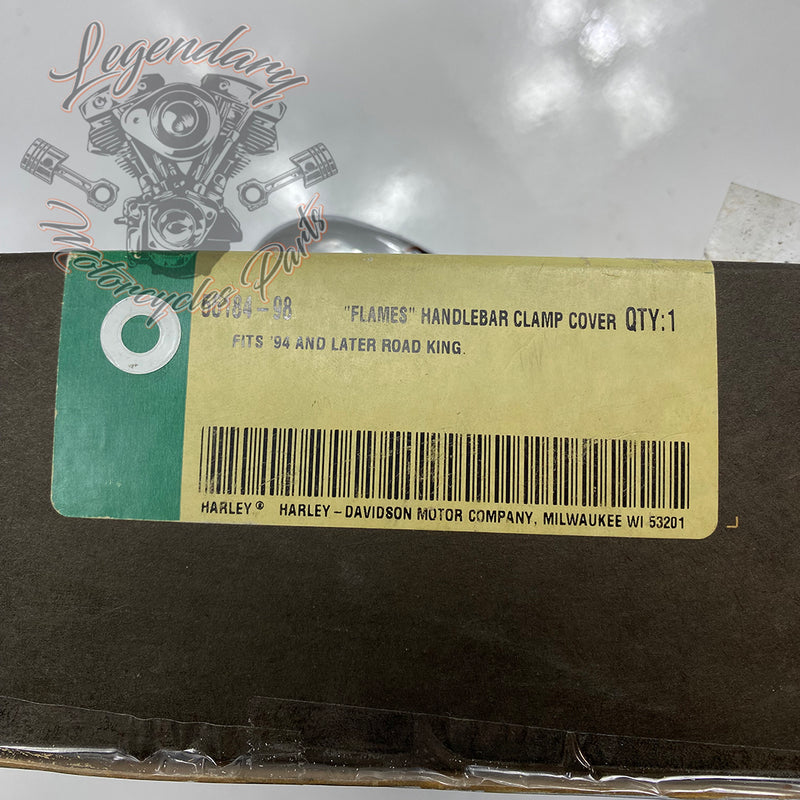 Legendary
Motorcycles Parts
-98 "FLAMES" HANDLEBAR CLAMP COVER QTY:1
FITS '94 AND LATER ROAD KING.
HARLEY ® HARLEY-DAVIDSON MOTOR COMPANY, MILWAUKEE WI 53201